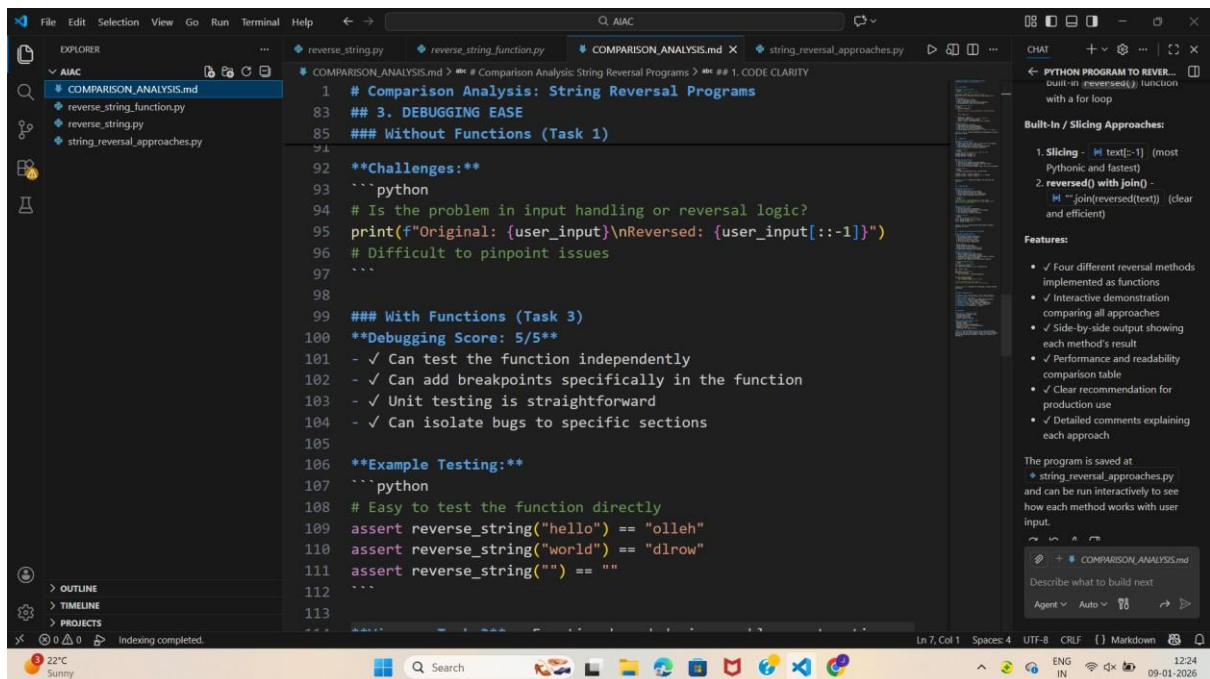 File Edit Selection View Go Run Terminal Help
AIAC
EXPLORER
AIAC
COMPARISON_ANALYSIS.md
reverse_string_function.py
reverse_string.py
string_reversal_approaches.py
OUTLINE
TIMELINE
PROJECTS
reverse_string.py reverse_string_function.py COMPARISON_ANALYSIS.md string_reversal_approaches.py
COMPARISON_ANALYSIS.md > # Comparison Analysis: String Reversal Programs > ## 1. CODE CLARITY
1 # Comparison Analysis: String Reversal Programs
83 ## 3. DEBUGGING EASE
85 ### Without Functions (Task 1)
91
92 **Challenges:**
93 ```python
94 # Is the problem in input handling or reversal logic?
95 print(f"Original: {user_input}\nReversed: {user_input[::-1]}")
96 # Difficult to pinpoint issues
97 ```
98
99 ### With Functions (Task 3)
100 **Debugging Score: 5/5**
101 - ✓ Can test the function independently
102 - ✓ Can add breakpoints specifically in the function
103 - ✓ Unit testing is straightforward
104 - ✓ Can isolate bugs to specific sections
105
106 **Example Testing:**
107 ```python
108 # Easy to test the function directly
109 assert reverse_string("hello") == "olleh"
110 assert reverse_string("world") == "dlrow"
111 assert reverse_string("") == ""
112 ```
113
CHAT
PYTHON PROGRAM TO REVER...
built-in reversed() function
with a for loop
Built-In / Slicing Approaches:
1. Slicing - text[::-1] (most
Pythonic and fastest)
2. reversed() with join() -
"".join(reversed(text)) (clear
and efficient)
Features:
• ✓ Four different reversal methods
implemented as functions
• ✓ Interactive demonstration
comparing all approaches
• ✓ Side-by-side output showing
each method's result
• ✓ Performance and readability
comparison table
• ✓ Clear recommendation for
production use
• ✓ Detailed comments explaining
each approach
The program is saved at
string_reversal_approaches.py
and can be run interactively to see
how each method works with user
input.
COMPARISON_ANALYSIS.md
Describe what to build next
Agent Auto
0 0 Indexing completed.
Ln 7, Col 1 Spaces: 4 UTF-8 CRLF {} Markdown
3
22°C
Sunny
Search
ENG
IN
12:24
09-01-2026